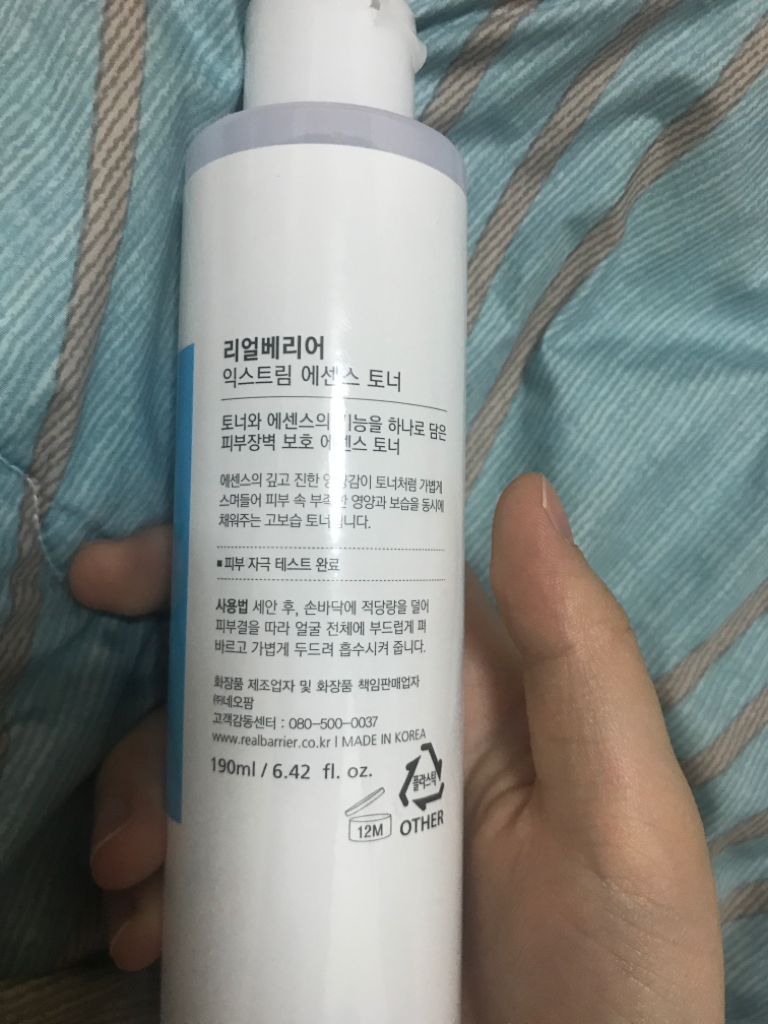 리얼베리어
익스트림 에센스 토너
토너와 에센스의 기능을 하나로 담은
피부장벽 보호 에센스 토너
에센스의 깊고 진한 영양감이 토너처럼 가볍게
스며들어 피부 속 부족한 영양과 보습을 동시에
채워주는 고보습 토너입니다.
▪피부 자극 테스트 완료
사용법 세안 후, 손바닥에 적당량을 덜어
피부결을 따라 얼굴 전체에 부드럽게 펴
바르고 가볍게 두드려 흡수시켜 줍니다.
화장품 제조업자 및 화장품 책임판매업자
㈜네오팜
고객감동센터 : 080-500-0037
www.realbarrier.co.kr l MADE IN KOREA
190ml / 6.42 fl. oz.
플라스틱
12M
OTHER